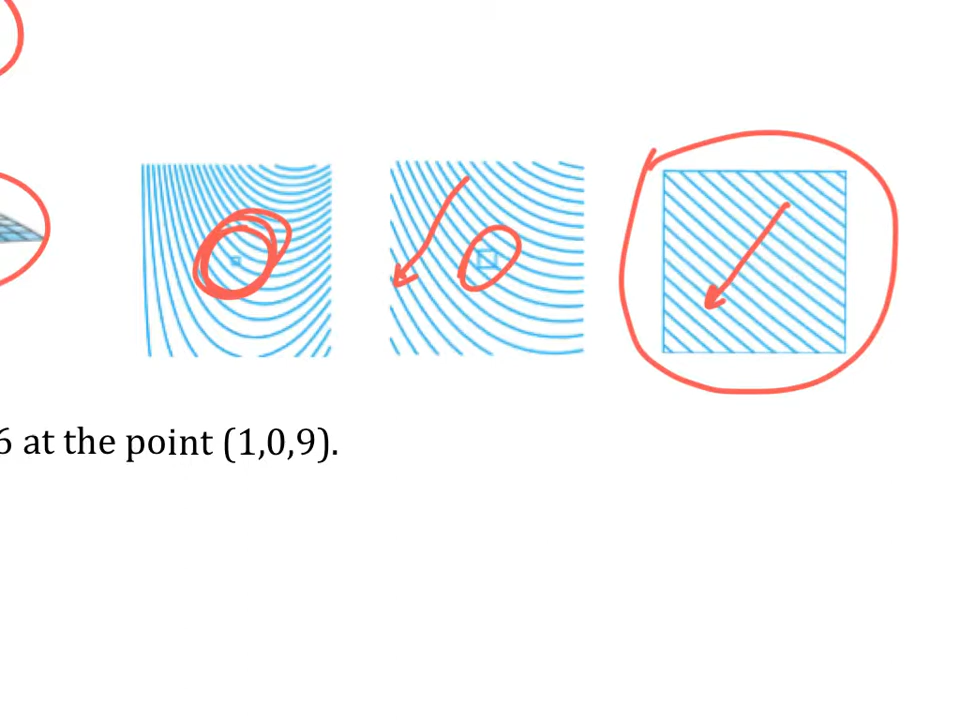 6 at the point (1,0,9).